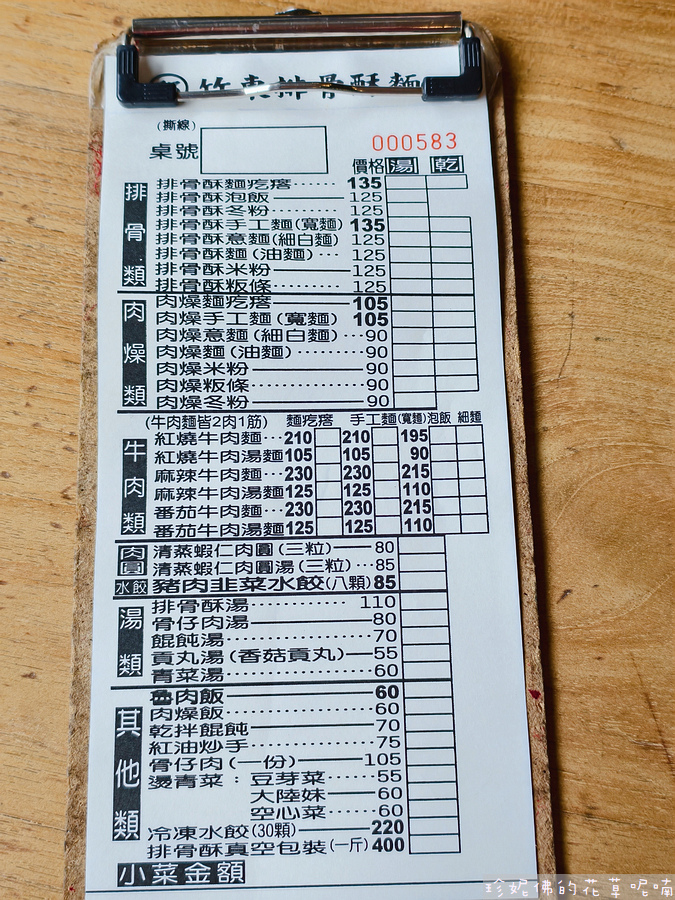 竹東排骨酥麵
(撕線)
桌號
000583
價格 湯 乾
排骨類
排骨酥麵疙瘩······135
排骨酥泡飯——125
排骨酥冬粉······125
排骨酥手工麵(寬麵)135
排骨酥意麵(細白麵)125
排骨酥麵(油麵)···125
排骨酥米粉——125
排骨酥粄條······125
肉燥類
肉燥麵疙瘩——105
肉燥手工麵(寬麵)105
肉燥意麵(細白麵)···90
肉燥麵(油麵)······90
肉燥米粉——90
肉燥粄條······90
肉燥冬粉——90
牛肉類
(牛肉麵皆2肉1筋) 麵疙瘩 手工麵(寬麵) 泡飯 細麵
紅燒牛肉麵···210 210 195
紅燒牛肉湯麵105 105 90
麻辣牛肉麵···230 230 215
麻辣牛肉湯麵125 125 110
番茄牛肉麵···230 230 215
番茄牛肉湯麵125 125 110
肉圓
清蒸蝦仁肉圓(三粒)—80
清蒸蝦仁肉圓湯(三粒)···85
水餃 豬肉韭菜水餃(八顆)85
湯類
排骨酥湯······110
骨仔肉湯——80
餛飩湯······70
貢丸湯(香菇貢丸)—55
青菜湯······60
其他類
魯肉飯——60
肉燥飯······60
乾拌餛飩——70
紅油炒手······75
骨仔肉(一份)——105
燙青菜：豆芽菜······55
大陸妹——60
空心菜······60
冷凍水餃(30顆)——220
排骨酥真空包裝(一斤)400
小菜金額
珍妮佛的花草呢喃